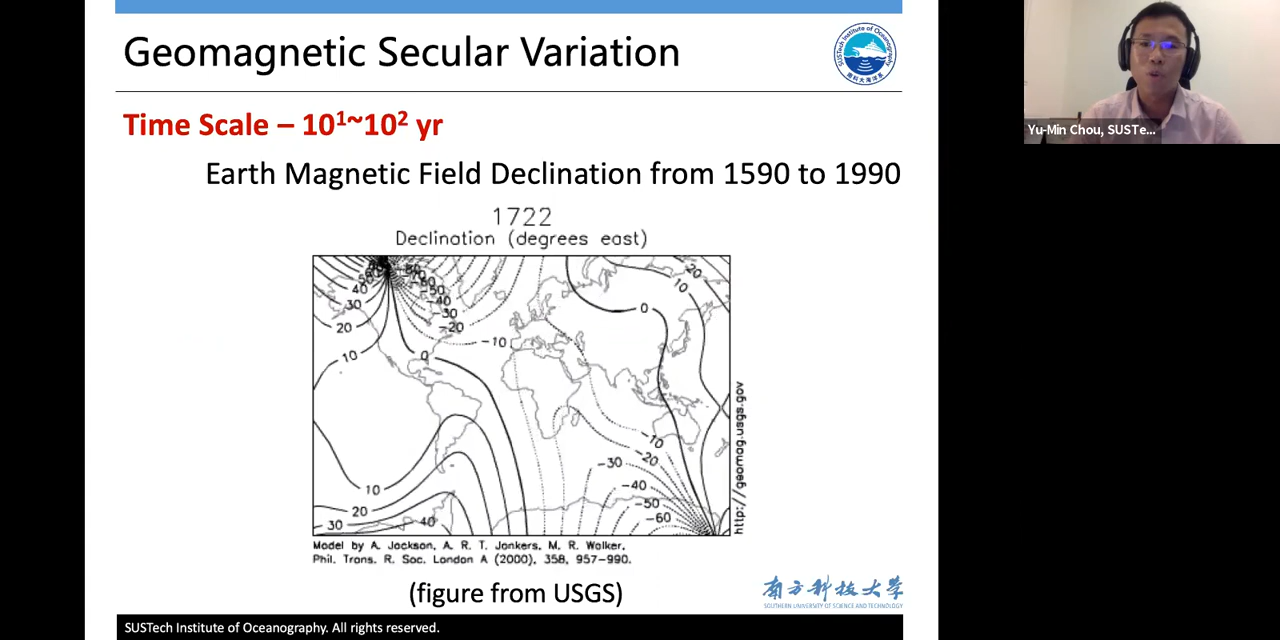 Geomagnetic Secular Variation
SUSTech Institute of Oceanography
Time Scale – 10¹~10² yr
Earth Magnetic Field Declination from 1590 to 1990
1722
Declination (degrees east)
40
30
20
10
0
-10
-20
-30
-40
-50
20
10
0
-10
-20
-30
-40
-50
-60
10
20
30
40
http://geomag.usgs.gov
Model by A. Jackson, A. R. T. Jonkers, M. R. Walker,
Phil. Trans. R. Soc. London A (2000), 358, 957-990.
(figure from USGS)
南方科技大学
SOUTHERN UNIVERSITY OF SCIENCE AND TECHNOLOGY
SUSTech Institute of Oceanography. All rights reserved.
Yu-Min Chou, SUSTe...